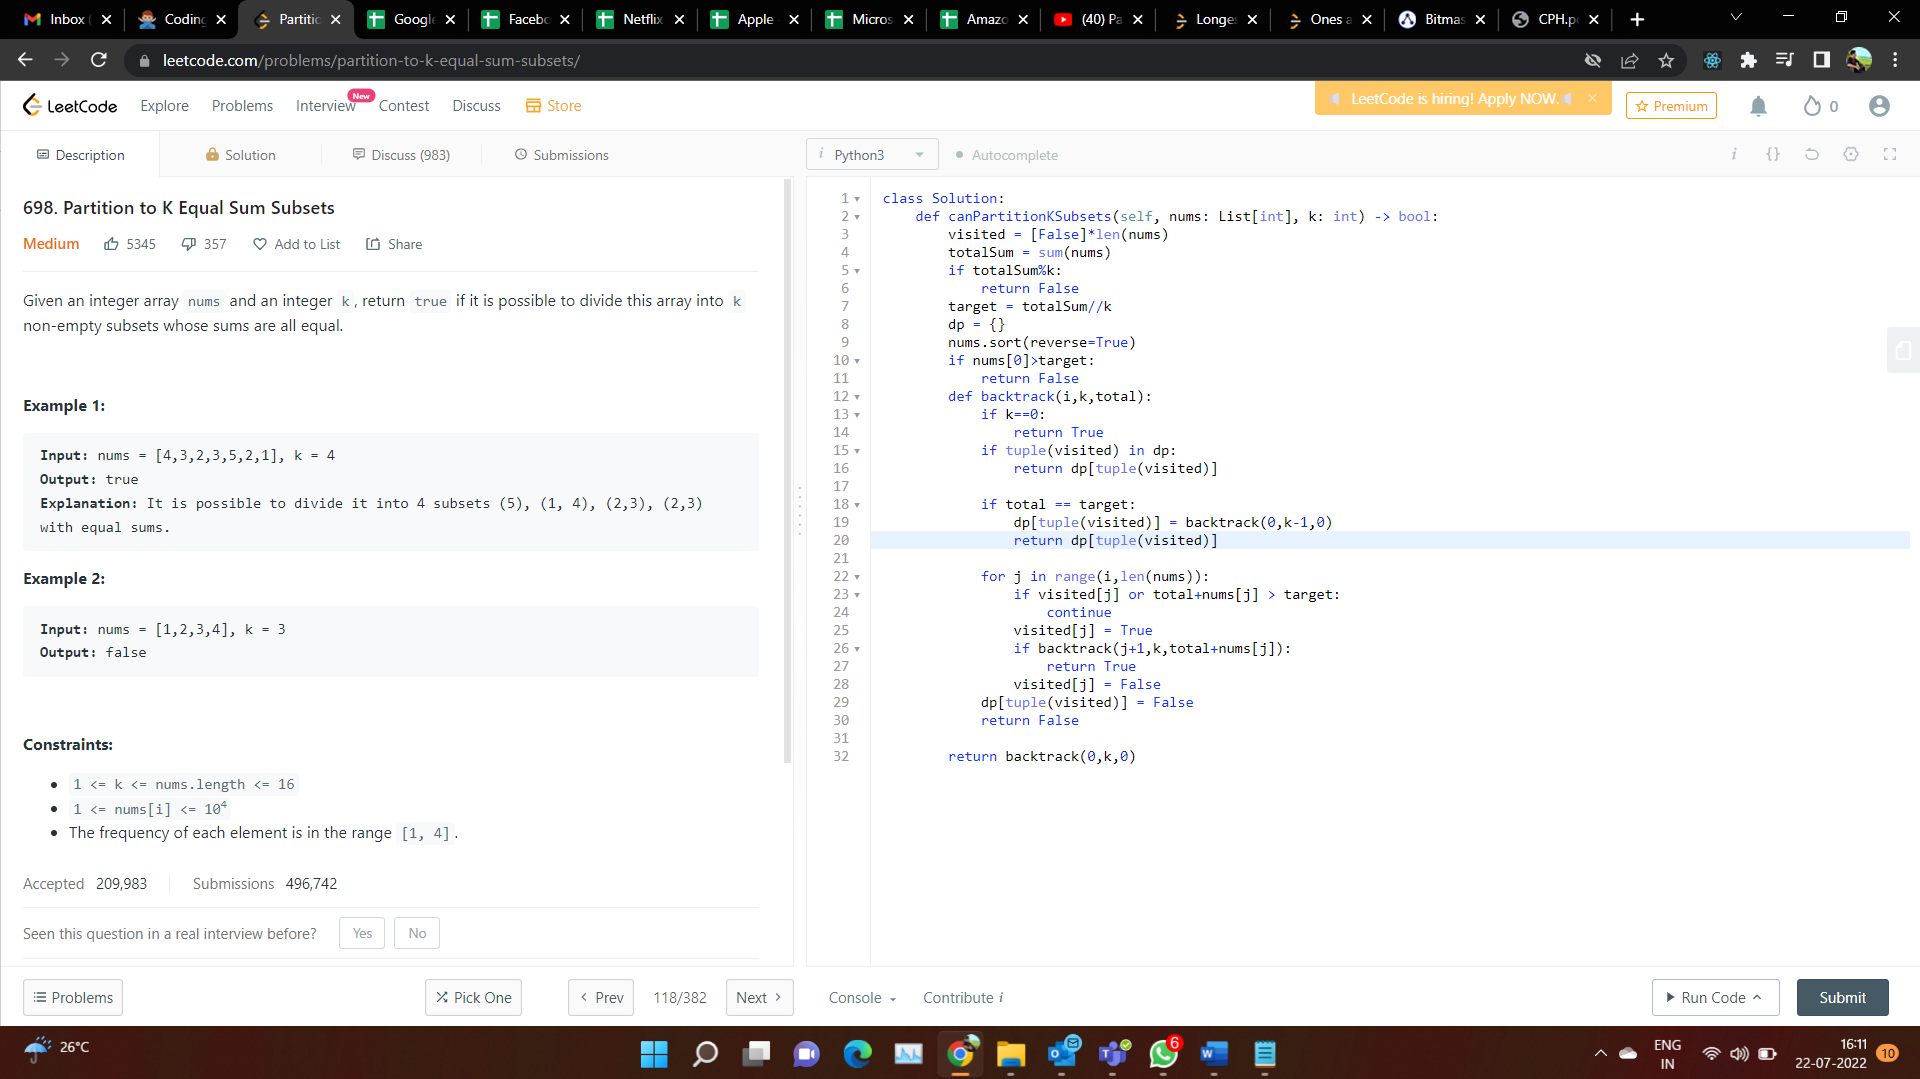 Inbox (
Coding
Partitic
Google
Facebo
Netflix
Apple
Micros
Amazo
(40) Pa
Longes
Ones a
Bitmas
CPH.p
leetcode.com/problems/partition-to-k-equal-sum-subsets/
LeetCode
Explore
Problems
Interview
New
Contest
Discuss
Store
LeetCode is hiring! Apply NOW.
Premium
0
Description
Solution
Discuss (983)
Submissions
i Python3
Autocomplete
i {}
698. Partition to K Equal Sum Subsets
Medium
5345
357
Add to List
Share
Given an integer array nums and an integer k, return true if it is possible to divide this array into k
non-empty subsets whose sums are all equal.
Example 1:
Input: nums = [4,3,2,3,5,2,1], k = 4
Output: true
Explanation: It is possible to divide it into 4 subsets (5), (1, 4), (2,3), (2,3)
with equal sums.
Example 2:
Input: nums = [1,2,3,4], k = 3
Output: false
Constraints:
1 <= k <= nums.length <= 16
1 <= nums[i] <= 10⁴
The frequency of each element is in the range [1, 4].
Accepted 209,983
Submissions 496,742
Seen this question in a real interview before?
Yes
No
1 class Solution:
2 def canPartitionKSubsets(self, nums: List[int], k: int) -> bool:
3 visited = [False]*len(nums)
4 totalSum = sum(nums)
5 if totalSum%k:
6 return False
7 target = totalSum//k
8 dp = {}
9 nums.sort(reverse=True)
10 if nums[0]>target:
11 return False
12 def backtrack(i,k,total):
13 if k==0:
14 return True
15 if tuple(visited) in dp:
16 return dp[tuple(visited)]
17
18 if total == target:
19 dp[tuple(visited)] = backtrack(0,k-1,0)
20 return dp[tuple(visited)]
21
22 for j in range(i,len(nums)):
23 if visited[j] or total+nums[j] > target:
24 continue
25 visited[j] = True
26 if backtrack(j+1,k,total+nums[j]):
27 return True
28 visited[j] = False
29 dp[tuple(visited)] = False
30 return False
31
32 return backtrack(0,k,0)
Problems
Pick One
Prev
118/382
Next
Console
Contribute i
Run Code
Submit
26°C
6
ENG
IN
16:11
22-07-2022
10